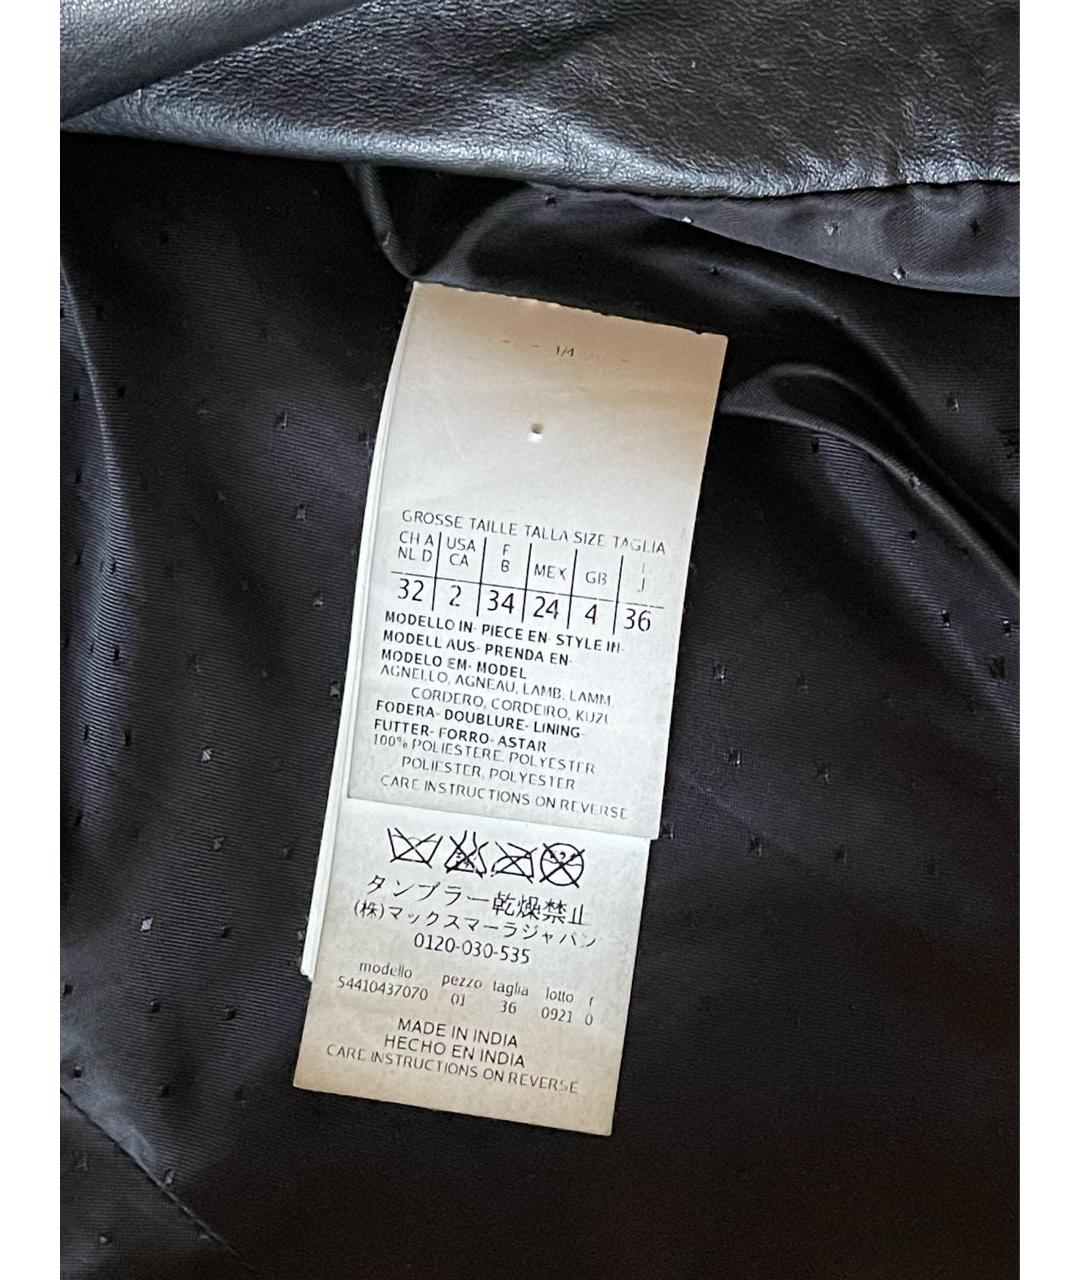 1/4
GROSSE TAILLE TALLA SIZE TAGLIA
CH A USA F I
NL D CA B MEX GB J
32 2 34 24 4 36
MODELLO IN- PIECE EN- STYLE IN-
MODELL AUS- PRENDA EN-
MODELO EM- MODEL
AGNELLO, AGNEAU, LAMB, LAMM,
CORDERO, CORDEIRO, KUZU
FODERA- DOUBLURE- LINING-
FUTTER- FORRO- ASTAR
100% POLIESTERE, POLYESTER
POLIESTER, POLYESTER
CARE INSTRUCTIONS ON REVERSE
タンブラー乾燥禁止
(株)マックスマーラジャパン
0120-030-535
modello pezzo taglia lotto r
54410437070 01 36 0921 0
MADE IN INDIA
HECHO EN INDIA
CARE INSTRUCTIONS ON REVERSE